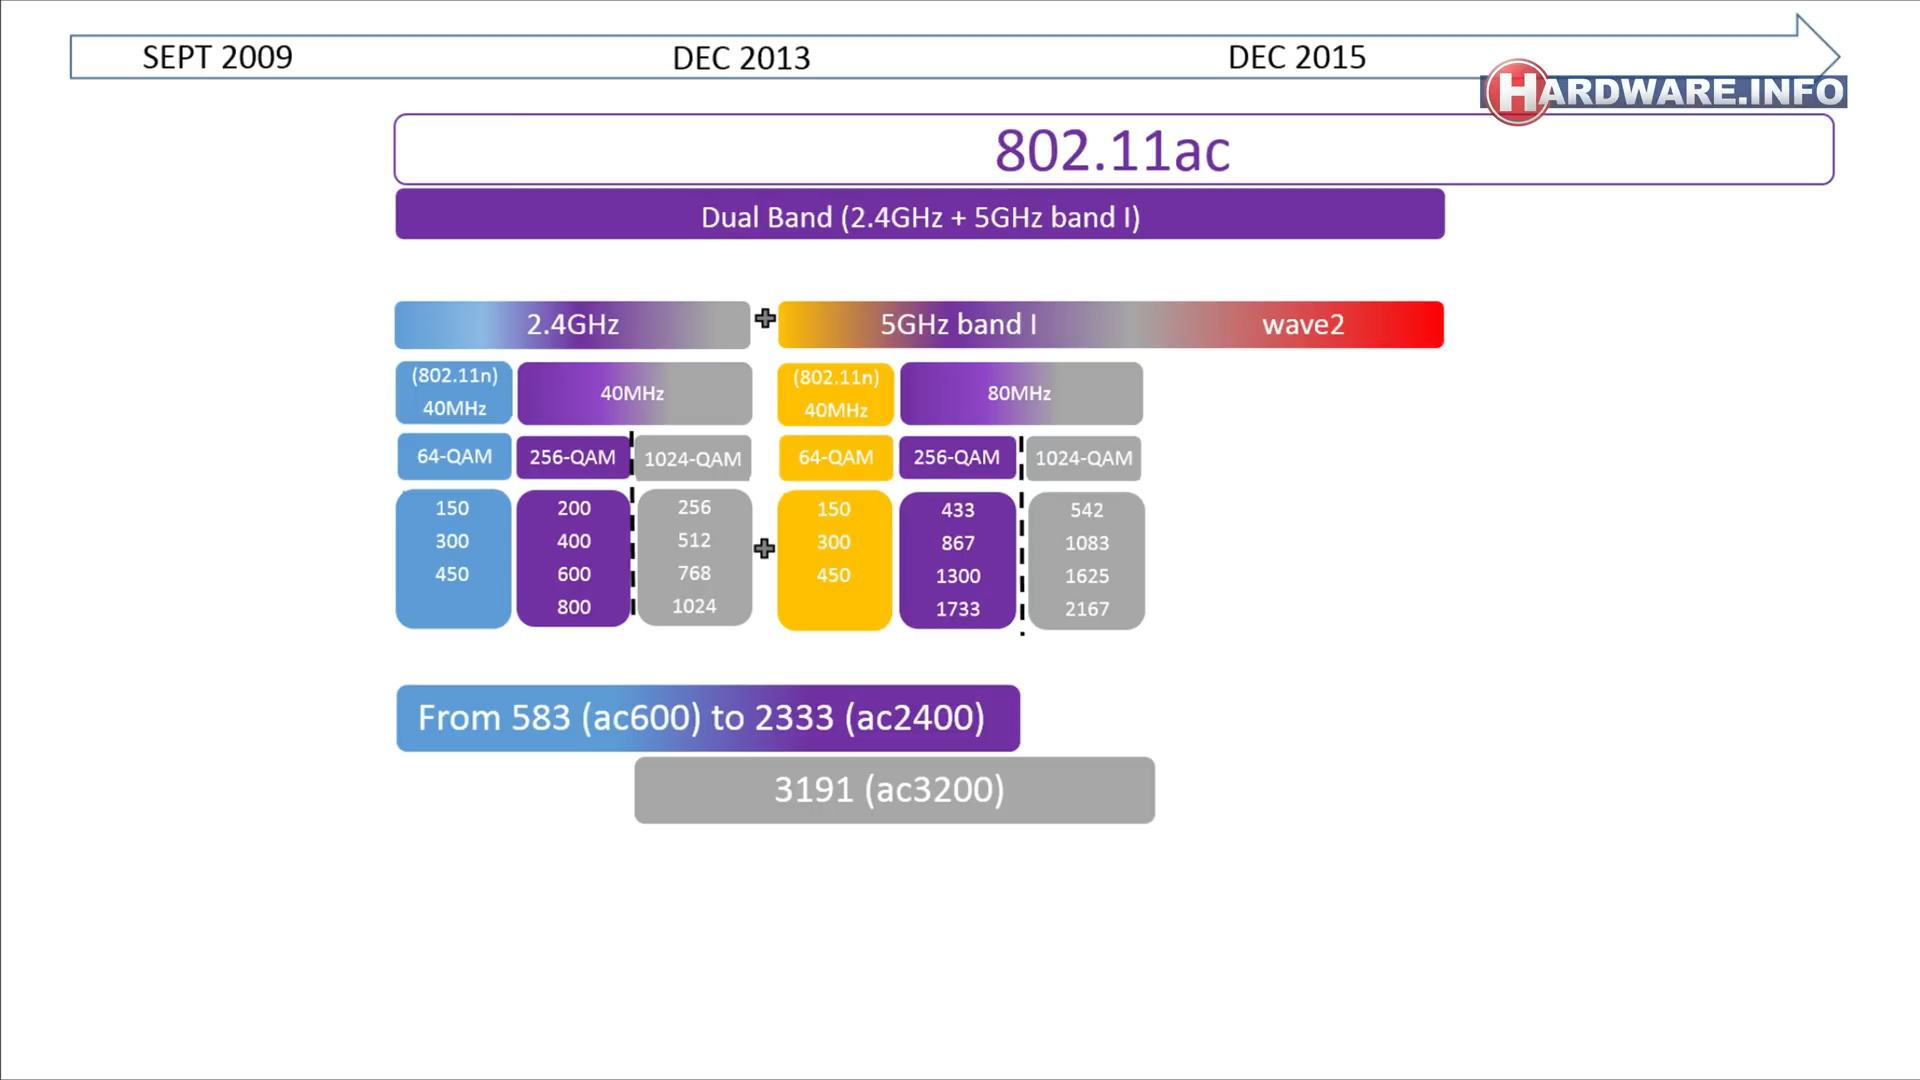 SEPT 2009
DEC 2013
DEC 2015
HARDWARE.INFO
802.11ac
Dual Band (2.4GHz + 5GHz band I)
2.4GHz
5GHz band I
wave2
(802.11n)
40MHz
40MHz
(802.11n)
40MHz
80MHz
64-QAM
256-QAM
1024-QAM
64-QAM
256-QAM
1024-QAM
150
300
450
200
400
600
800
256
512
768
1024
150
300
450
433
867
1300
1733
542
1083
1625
2167
From 583 (ac600) to 2333 (ac2400)
3191 (ac3200)